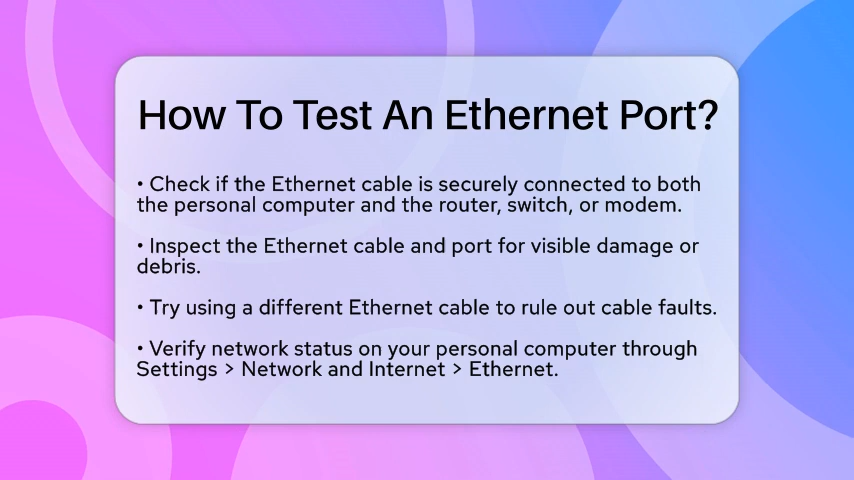 How To Test An Ethernet Port?
• Check if the Ethernet cable is securely connected to both
the personal computer and the router, switch, or modem.
• Inspect the Ethernet cable and port for visible damage or
debris.
• Try using a different Ethernet cable to rule out cable faults.
• Verify network status on your personal computer through
Settings > Network and Internet > Ethernet.